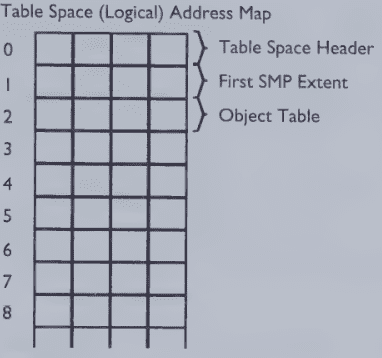 Table Space (Logical) Address Map
0 Table Space Header
1 First SMP Extent
2 Object Table
3
4
5
6
7
8